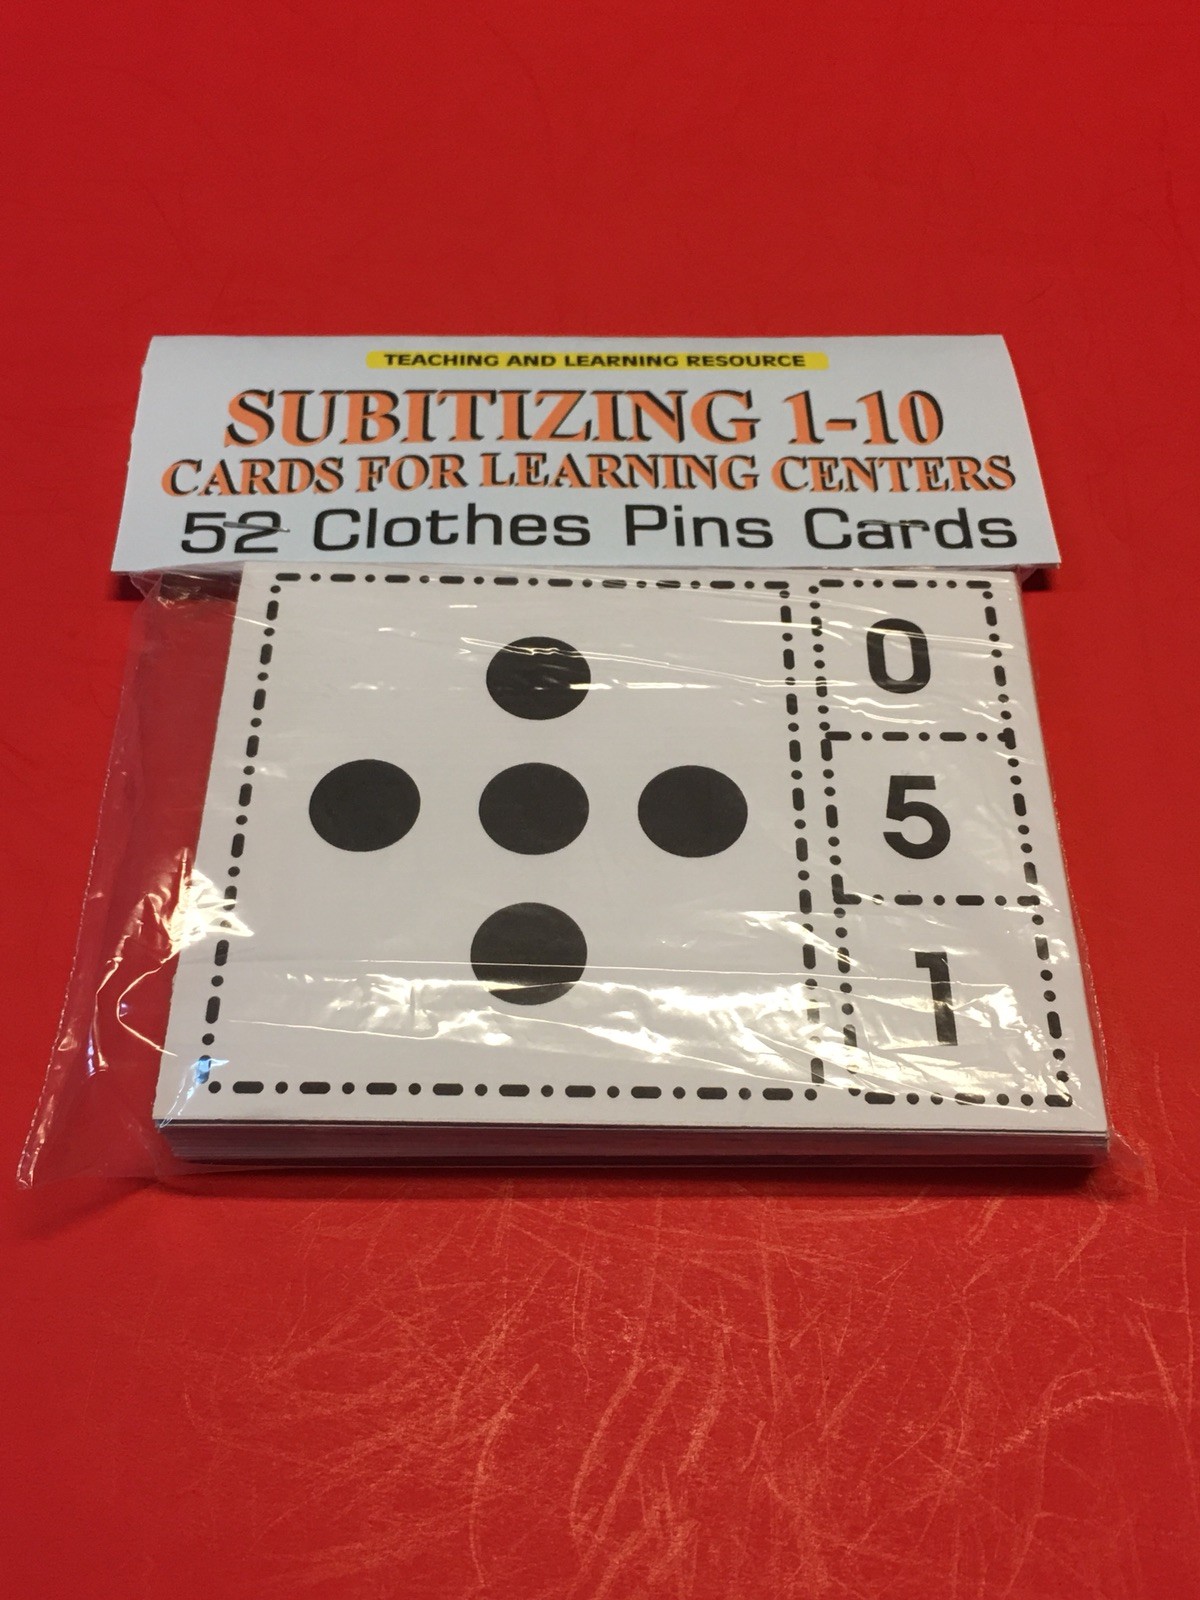 TEACHING AND LEARNING RESOURCE
SUBITIZING 1-10
CARDS FOR LEARNING CENTERS
52 Clothes Pins Cards
0
5
1